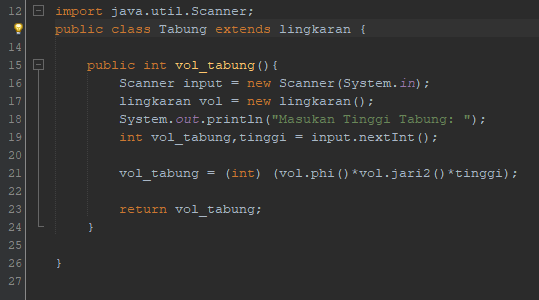 12 import java.util.Scanner;
public class Tabung extends lingkaran {
14
15 public int vol_tabung(){
16 Scanner input = new Scanner(System.in);
17 lingkaran vol = new lingkaran();
18 System.out.println("Masukan Tinggi Tabung: ");
19 int vol_tabung,tinggi = input.nextInt();
20
21 vol_tabung = (int) (vol.phi()*vol.jari2()*tinggi);
22
23 return vol_tabung;
24 }
25
26 }
27